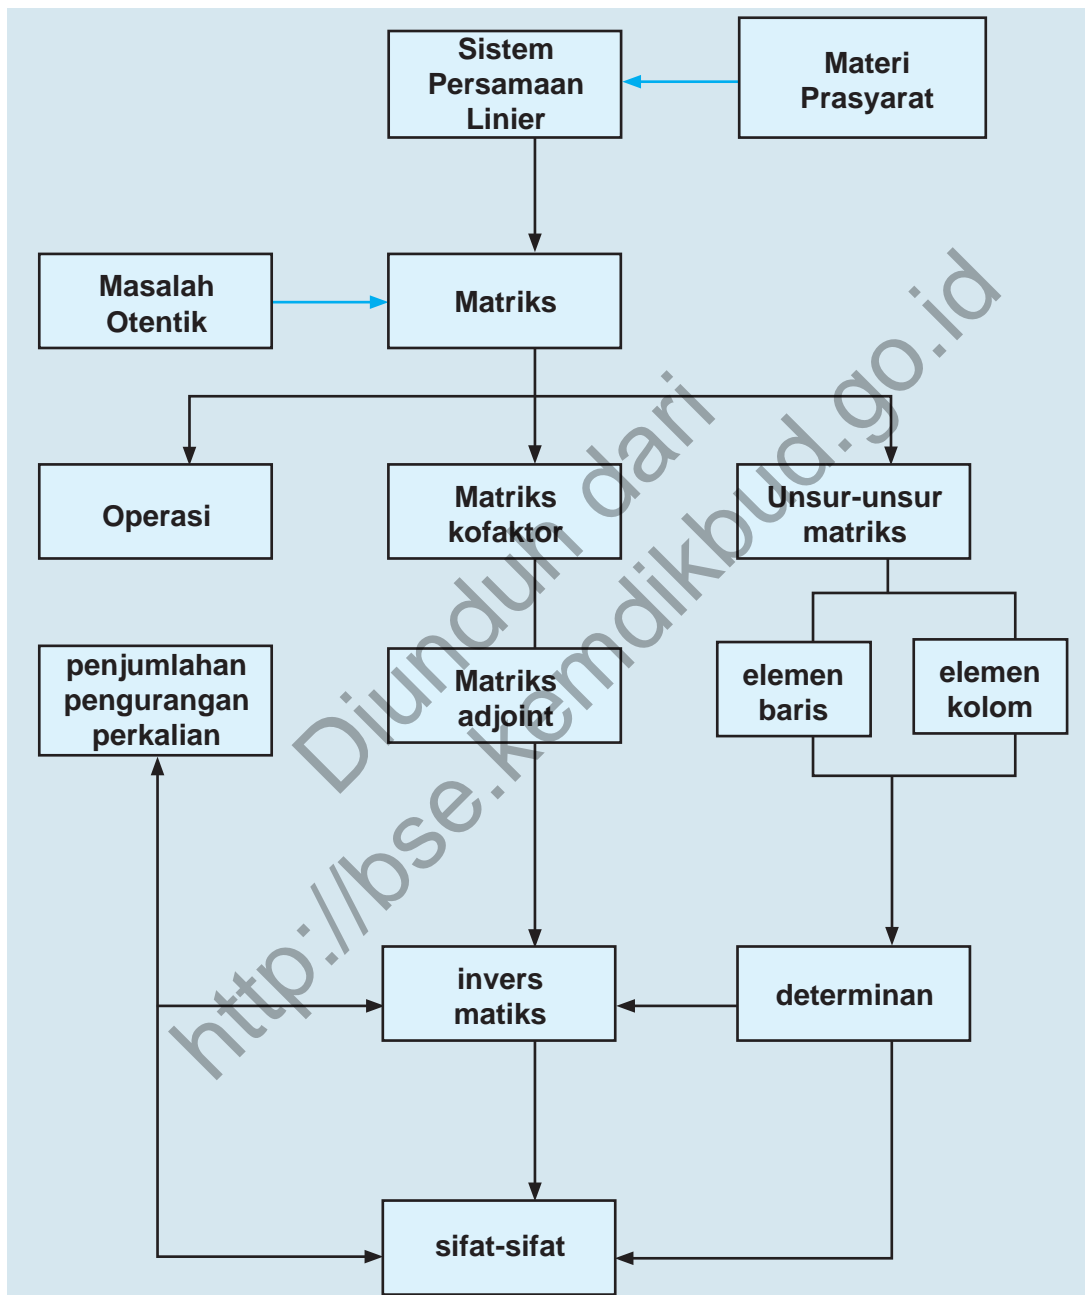 Sistem
Persamaan
Linier
Materi
Prasyarat
Masalah
Otentik
Matriks
Operasi
Matriks
kofaktor
Unsur-unsur
matriks
penjumlahan
pengurangan
perkalian
Matriks
adjoint
elemen
baris
elemen
kolom
invers
matiks
determinan
sifat-sifat
Diunduh dari
http://bse.kemdikbud.go.id